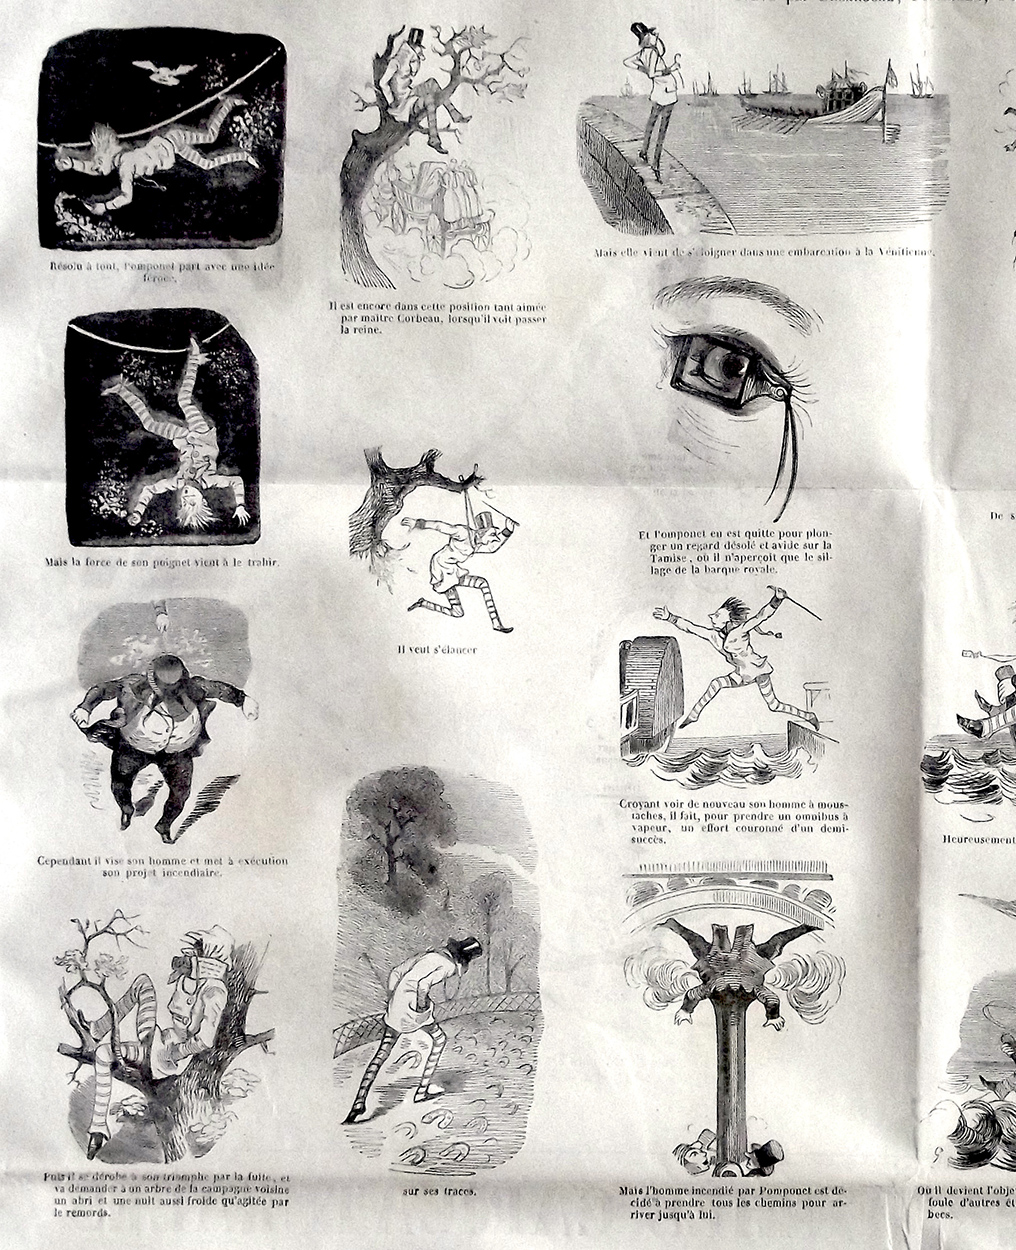 Résolu à tout, Pomponet part avec une idée
féroce.
Mais la force de son poignet vient à le trahir.
Cependant il vise son homme et met à exécution
son projet incendiaire.
Puis il se dérobe à son triomphe par la fuite, et
va demander à un arbre de la campagne voisine
un abri et une nuit aussi froide qu'agitée par
le remords.
Il est encore dans cette position tant aimée
par maître Corbeau, lorsqu'il voit passer
la reine.
Il veut s'élancer
sur ses traces.
Mais elle vient de s'éloigner dans une embarcation à la Vénitienne,
Et Pomponet en est quitte pour plon-
ger un regard désolé et avide sur la
Tamise, où il n'aperçoit que le sil-
lage de la barque royale.
Croyant voir de nouveau son homme à mous-
taches, il fait, pour prendre un omnibus à
vapeur, un effort couronné d'un demi-
succès.
Mais l'homme incendié par Pomponet est dé-
cidé à prendre tous les chemins pour ar-
river jusqu'à lui.
De s
Heureusement
Où il devient l'obje
foule d'autres êt
becs.